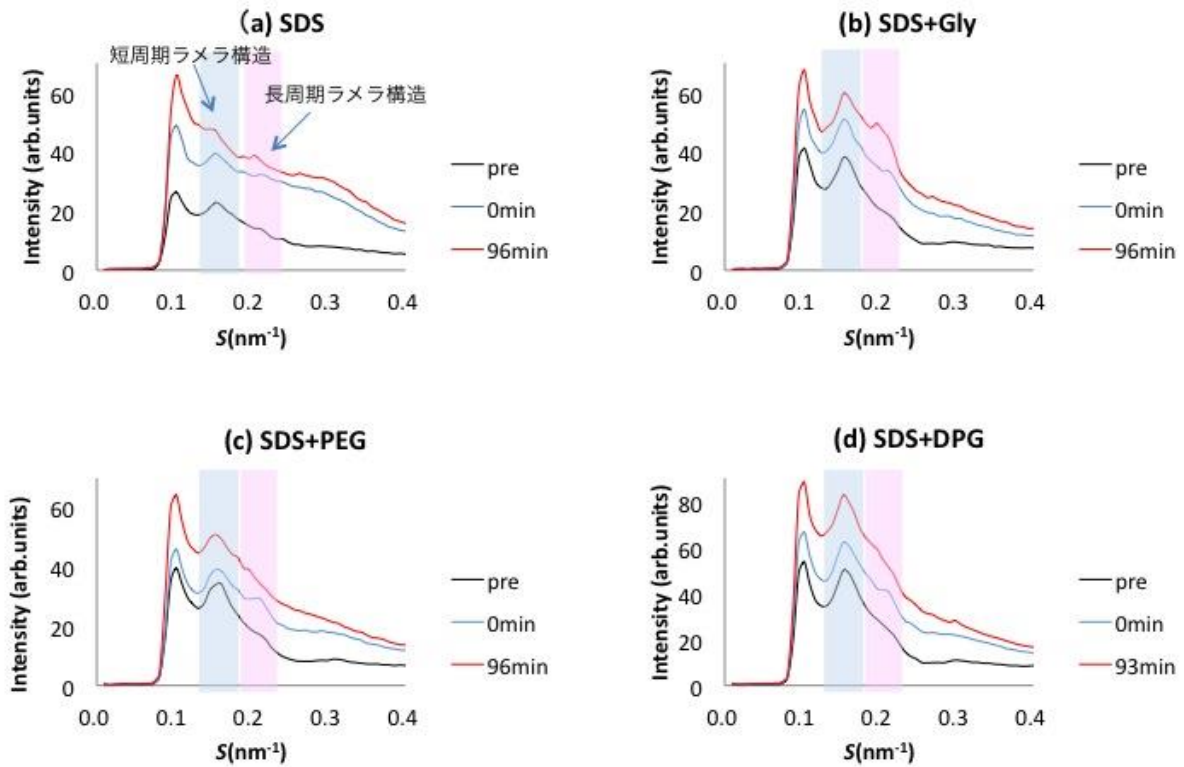 (a) SDS
短周期ラメラ構造
長周期ラメラ構造
Intensity (arb.units)
60
40
20
0
0.0 0.1 0.2 0.3 0.4
S(nm-1)
pre
0min
96min
(b) SDS+Gly
Intensity (arb.units)
60
40
20
0
0.0 0.1 0.2 0.3 0.4
S(nm-1)
pre
0min
96min
(c) SDS+PEG
Intensity (arb.units)
60
40
20
0
0.0 0.1 0.2 0.3 0.4
S(nm-1)
pre
0min
96min
(d) SDS+DPG
Intensity (arb.units)
80
60
40
20
0
0.0 0.1 0.2 0.3 0.4
S(nm-1)
pre
0min
93min